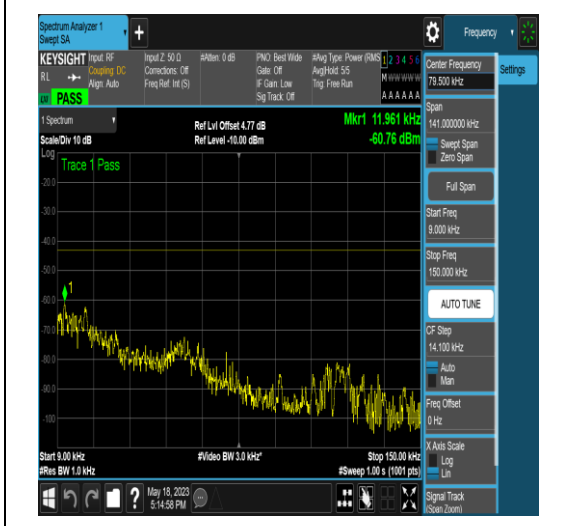 Spectrum Analyzer 1
Swept SA
+
Frequency
KEYSIGHT
Input: RF
Input Z: 50 Ω
#Atten: 0 dB
PNO: Best Wide
#Avg Type: Power (RMS
1 2 3 4 5 6
RL
Coupling: DC
Corrections: Off
Gate: Off
Avg|Hold: 5/5
M W W W W W
Align: Auto
Freq Ref: Int (S)
IF Gain: Low
Trig: Free Run
PASS
Sig Track: Off
A A A A A A
1 Spectrum
Ref Lvl Offset 4.77 dB
Mkr1 11.961 kHz
Scale/Div 10 dB
Ref Level -10.00 dBm
-60.76 dBm
Log
Trace 1 Pass
-20.0
-30.0
-40.0
-50.0
1
-60.0
-70.0
-80.0
-90.0
-100
Start 9.00 kHz
#Video BW 3.0 kHz*
Stop 150.00 kHz
#Res BW 1.0 kHz
#Sweep 1.00 s (1001 pts)
May 18, 2023
5:14:58 PM
Center Frequency
79.500 kHz
Settings
Span
141.000000 kHz
Swept Span
Zero Span
Full Span
Start Freq
9.000 kHz
Stop Freq
150.000 kHz
AUTO TUNE
CF Step
14.100 kHz
Auto
Man
Freq Offset
0 Hz
X Axis Scale
Log
Lin
Signal Track
(Span Zoom)